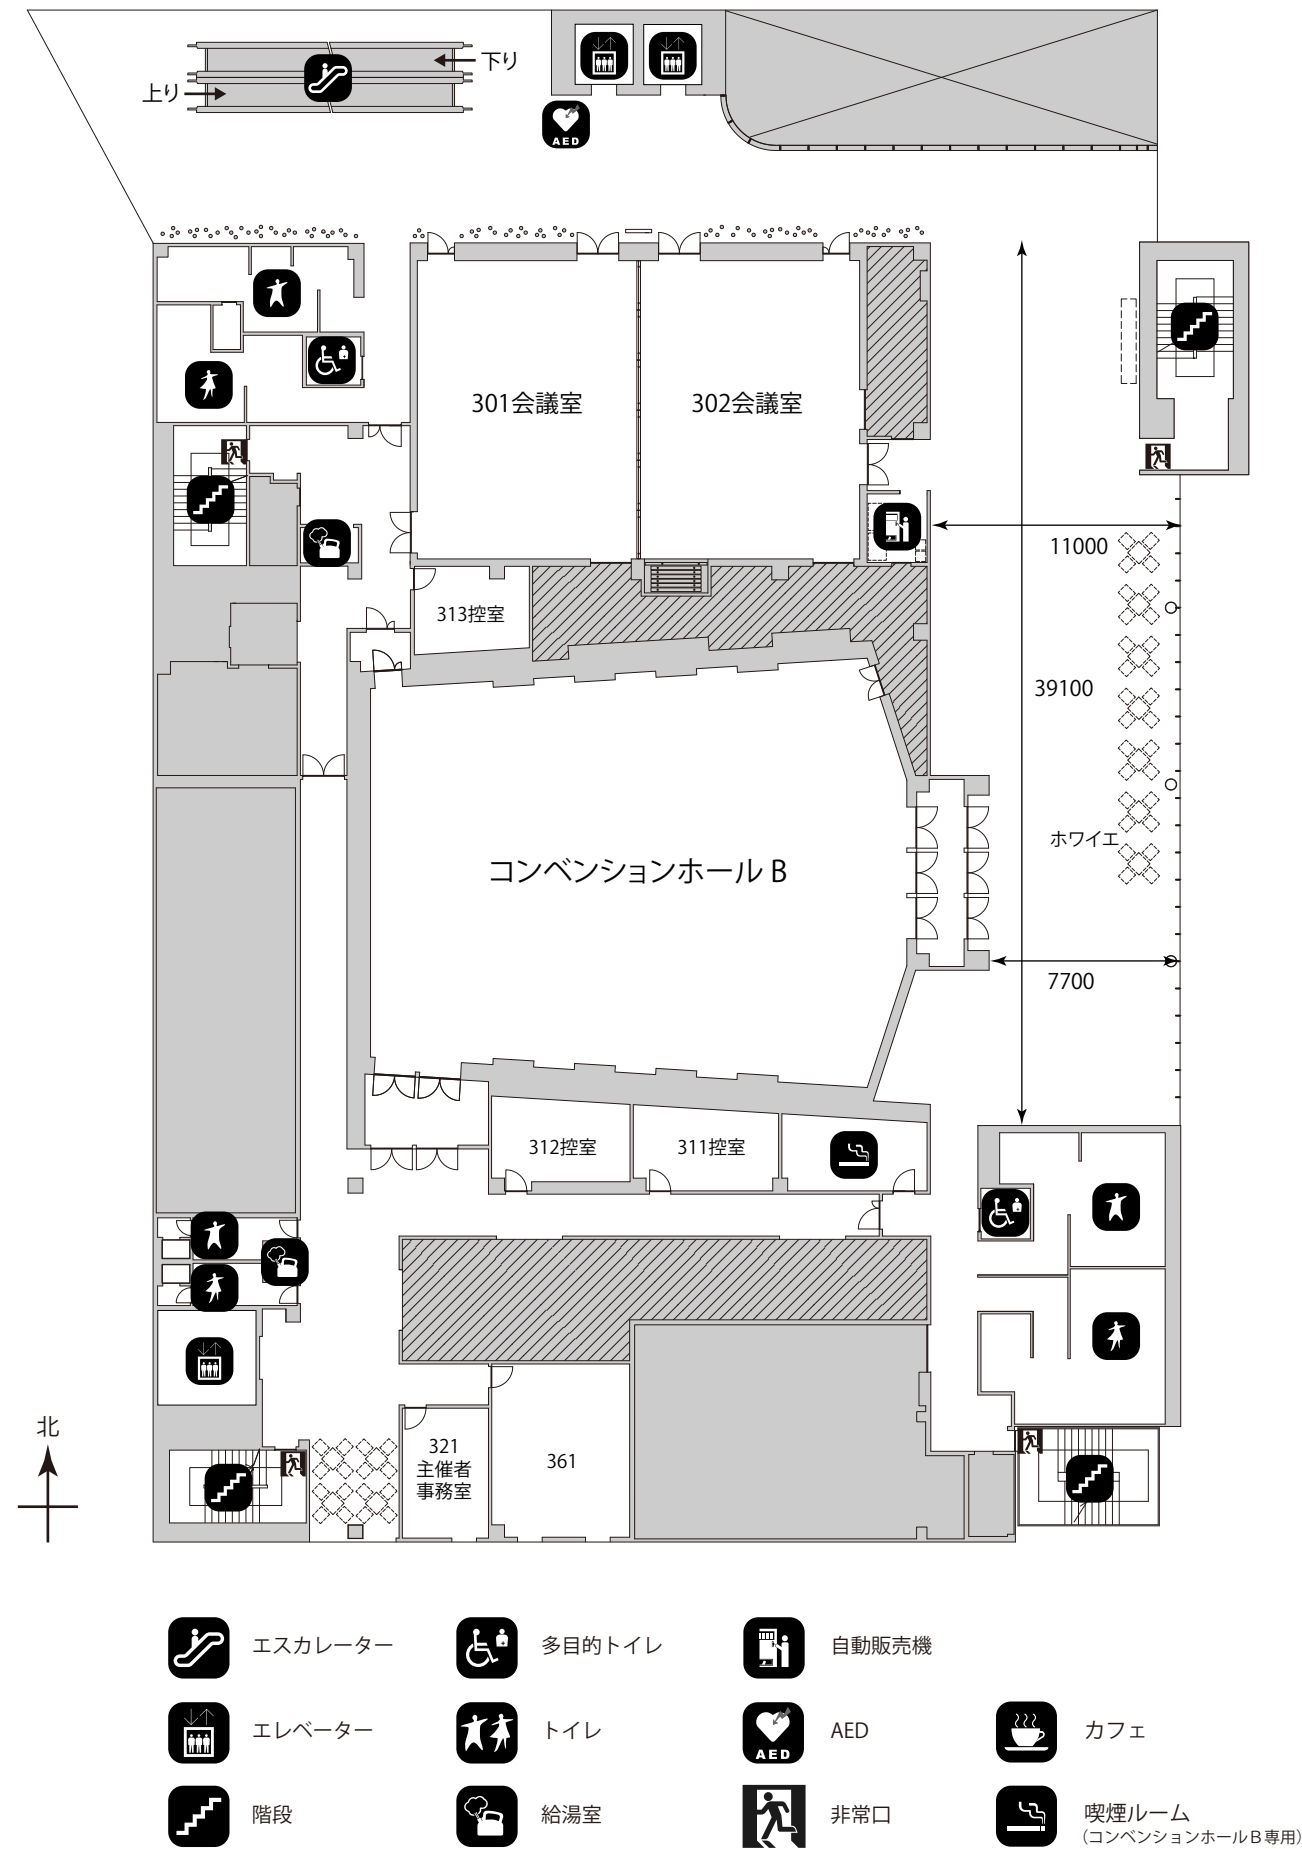 下り
上り
AED
301会議室
302会議室
11000
313控室
39100
ホワイエ
コンベンションホール B
7700
312控室
311控室
北
321
主催者
事務室
361
エスカレーター
多目的トイレ
自動販売機
エレベーター
トイレ
AED
AED
カフェ
階段
給湯室
非常口
喫煙ルーム
(コンベンションホールB専用)